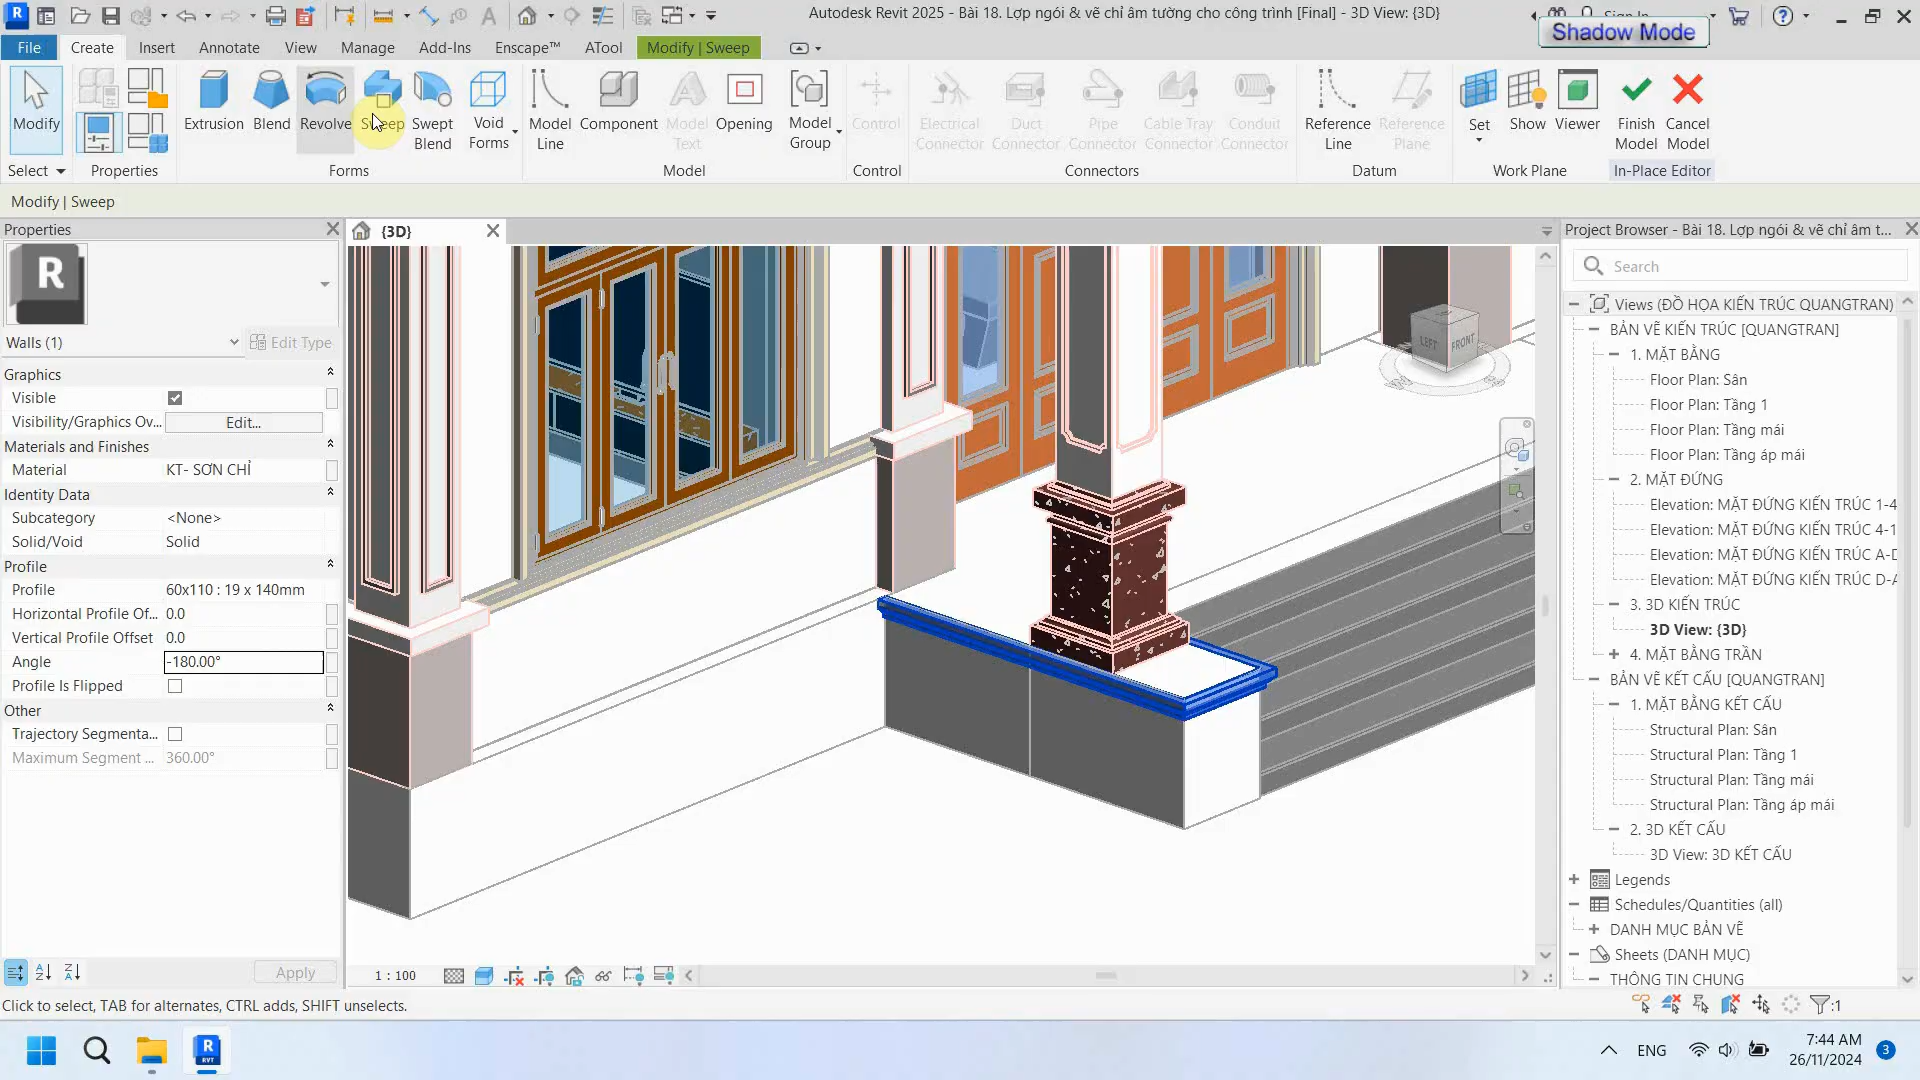 Autodesk Revit 2025 - Bài 18. Lợp ngói & vẽ chỉ âm tường cho công trình [Final] - 3D View: {3D}
Shadow Mode
File Create Insert Annotate View Manage Add-Ins Enscape™ ATool Modify | Sweep
Modify
Extrusion Blend Revolve Sweep Swept Blend Void Forms
Model Line Component Model Text Opening Model Group
Control
Electrical Connector Duct Connector Pipe Connector Cable Tray Connector Conduit Connector
Reference Line Reference Plane
Set Show Viewer
Finish Model Cancel Model
Select Properties Forms Model Control Connectors Datum Work Plane In-Place Editor
Modify | Sweep
Properties
{3D}
R
Walls (1)
Edit Type
Graphics
Visible
Visibility/Graphics Ov... Edit...
Materials and Finishes
Material KT- SƠN CHỈ
Identity Data
Subcategory <None>
Solid/Void Solid
Profile
Profile 60x110 : 19 x 140mm
Horizontal Profile Of... 0.0
Vertical Profile Offset 0.0
Angle -180.00°
Profile Is Flipped
Other
Trajectory Segmenta...
Maximum Segment ... 360.00°
Apply
LEFT FRONT
1 : 100
Project Browser - Bài 18. Lợp ngói & vẽ chỉ âm t...
Search
Views (ĐỒ HỌA KIẾN TRÚC QUANGTRAN)
BẢN VẼ KIẾN TRÚC [QUANGTRAN]
1. MẶT BẰNG
Floor Plan: Sân
Floor Plan: Tầng 1
Floor Plan: Tầng mái
Floor Plan: Tầng áp mái
2. MẶT ĐỨNG
Elevation: MẶT ĐỨNG KIẾN TRÚC 1-4
Elevation: MẶT ĐỨNG KIẾN TRÚC 4-1
Elevation: MẶT ĐỨNG KIẾN TRÚC A-D
Elevation: MẶT ĐỨNG KIẾN TRÚC D-A
3. 3D KIẾN TRÚC
3D View: {3D}
4. MẶT BẰNG TRẦN
BẢN VẼ KẾT CẤU [QUANGTRAN]
1. MẶT BẰNG KẾT CẤU
Structural Plan: Sân
Structural Plan: Tầng 1
Structural Plan: Tầng mái
Structural Plan: Tầng áp mái
2. 3D KẾT CẤU
3D View: 3D KẾT CẤU
Legends
Schedules/Quantities (all)
DANH MỤC BẢN VẼ
Sheets (DANH MỤC)
THÔNG TIN CHUNG
Click to select, TAB for alternates, CTRL adds, SHIFT unselects.
:1
ENG
7:44 AM
26/11/2024
3